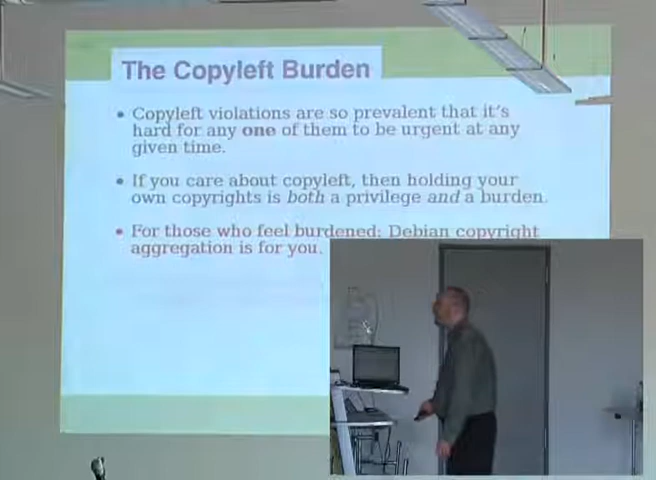 The Copyleft Burden
• Copyleft violations are so prevalent that it's
hard for any one of them to be urgent at any
given time.
• If you care about copyleft, then holding your
own copyrights is both a privilege and a burden.
• For those who feel burdened: Debian copyright
aggregation is for you.